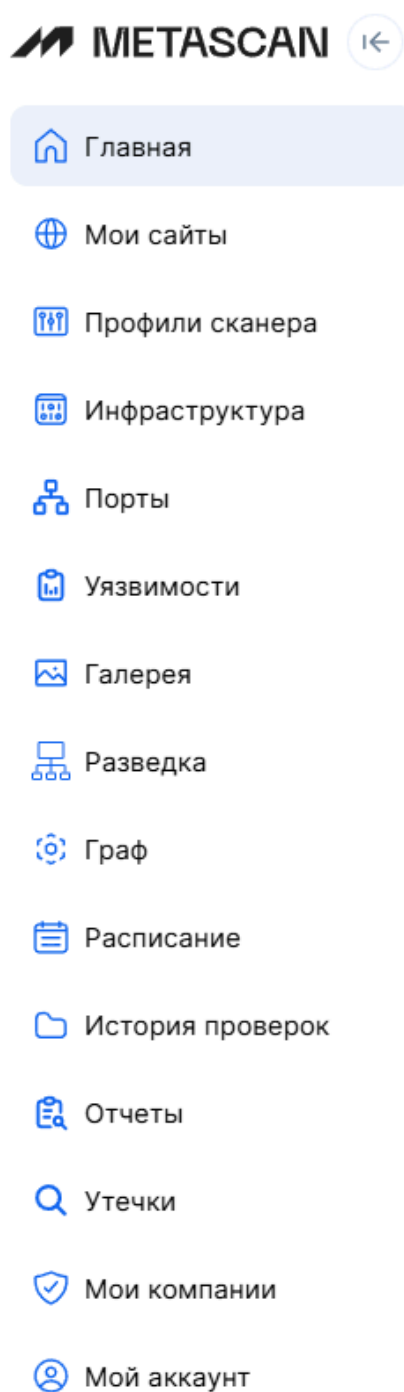 METASCAN
Главная
Мои сайты
Профили сканера
Инфраструктура
Порты
Уязвимости
Галерея
Разведка
Граф
Расписание
История проверок
Отчеты
Утечки
Мои компании
Мой аккаунт